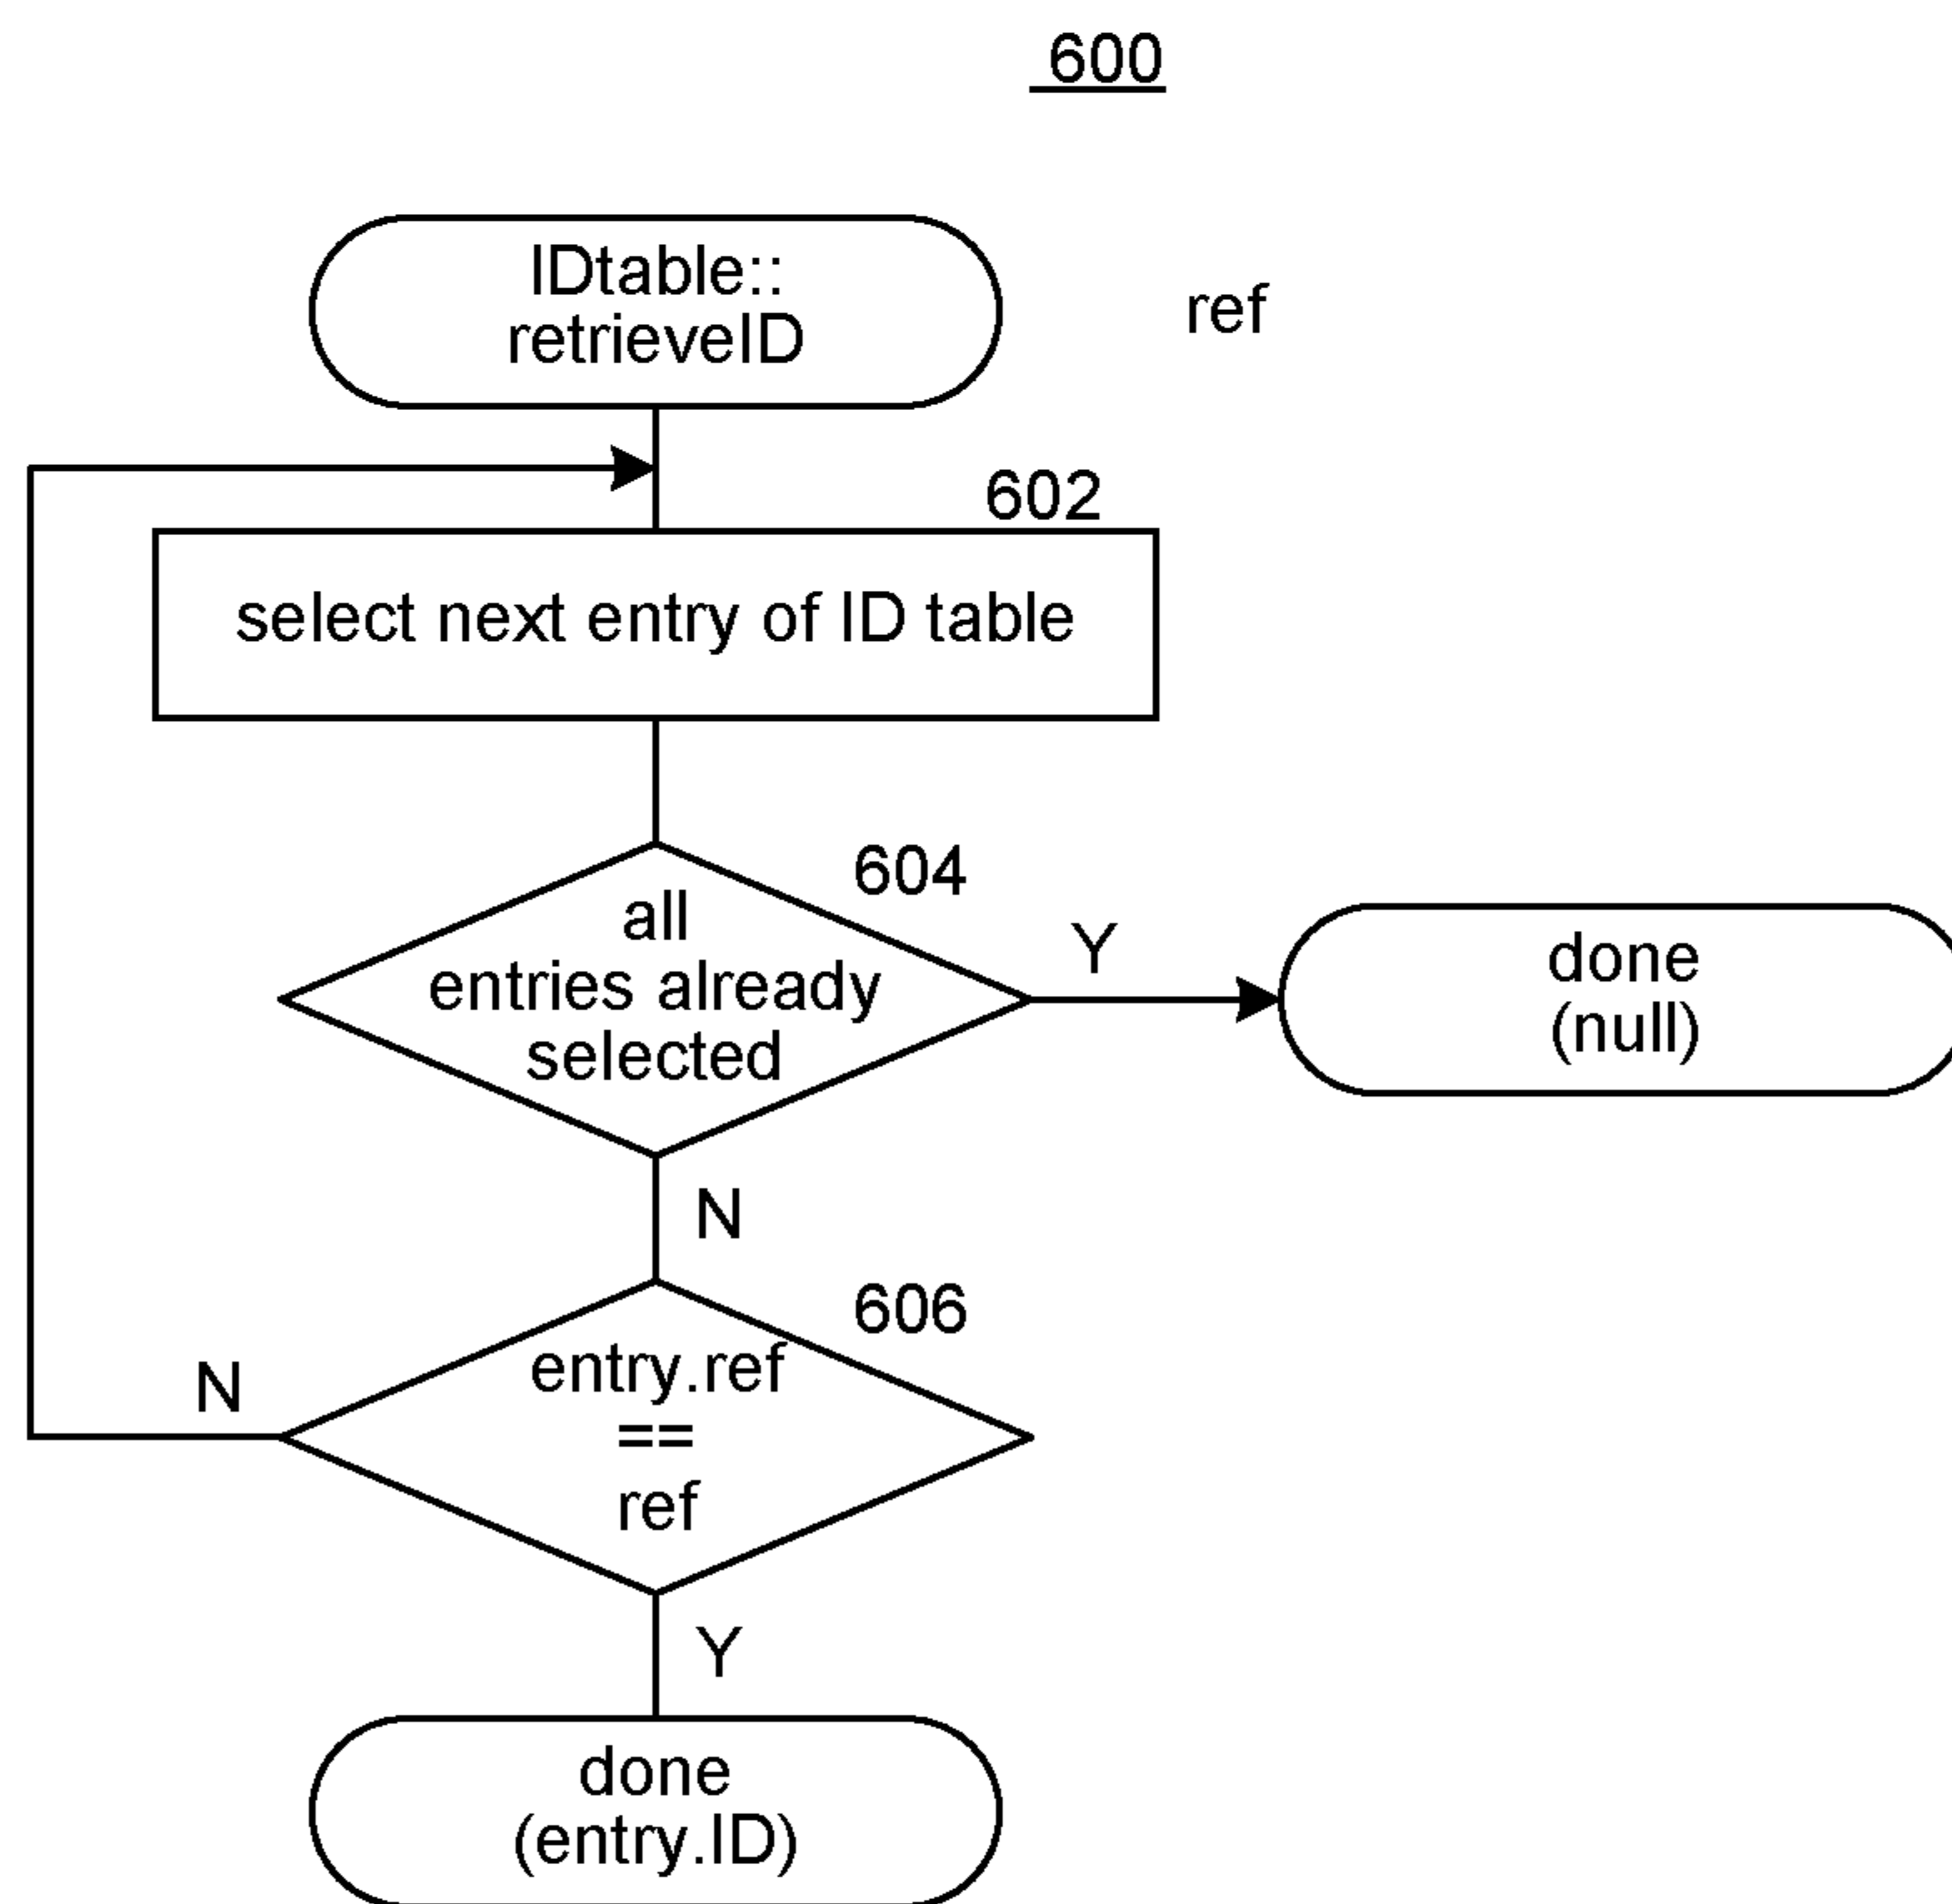 600
IDtable::
retrieveID
ref
602
select next entry of ID table
604
all
entries already
selected
Y
done
(null)
N
606
entry.ref
==
ref
N
Y
done
(entry.ID)